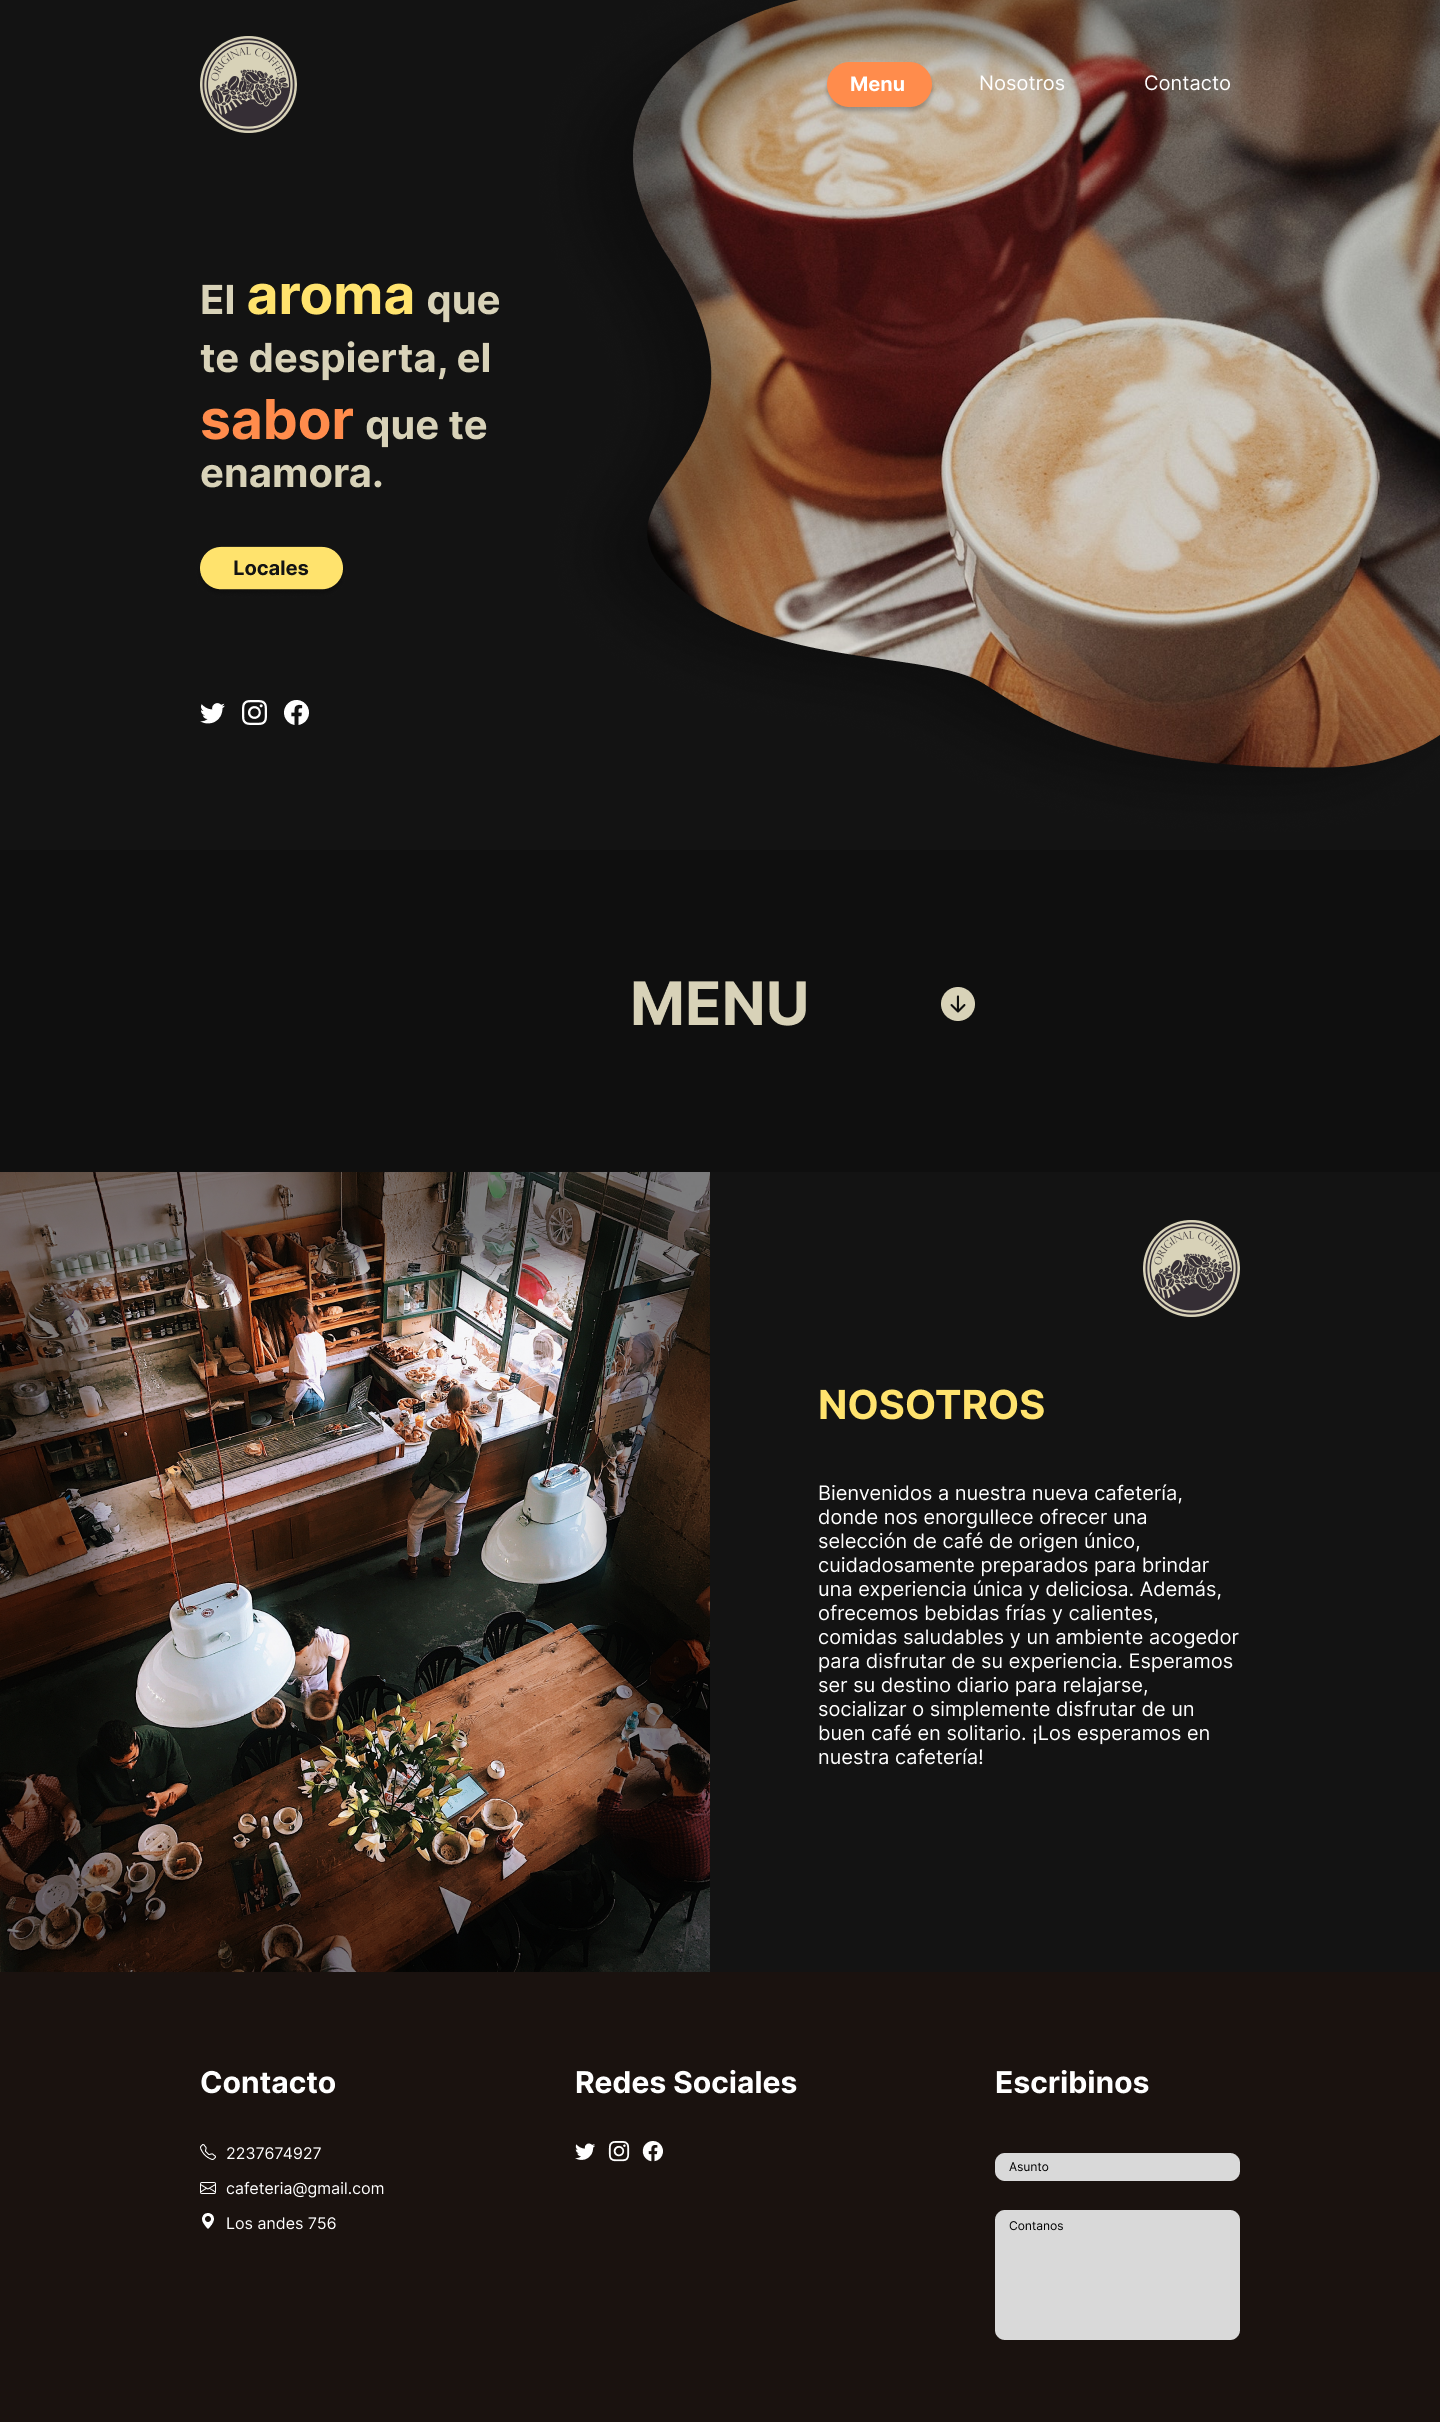 ORIGINAL COFFEE
Menu
Nosotros
Contacto
El aroma que
te despierta, el
sabor que te
enamora.
Locales
MENU
ORIGINAL COFFEE
NOSOTROS
Bienvenidos a nuestra nueva cafetería,
donde nos enorgullece ofrecer una
selección de café de origen único,
cuidadosamente preparados para brindar
una experiencia única y deliciosa. Además,
ofrecemos bebidas frías y calientes,
comidas saludables y un ambiente acogedor
para disfrutar de su experiencia. Esperamos
ser su destino diario para relajarse,
socializar o simplemente disfrutar de un
buen café en solitario. ¡Los esperamos en
nuestra cafetería!
Contacto
2237674927
cafeteria@gmail.com
Los andes 756
Redes Sociales
Escribinos
Asunto
Contanos